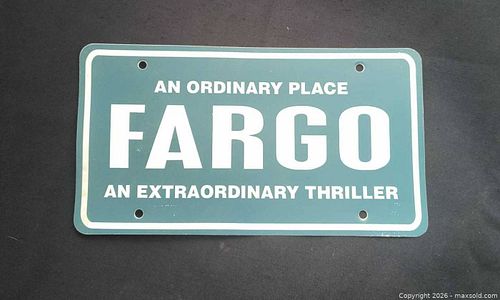 AN ORDINARY PLACE
FARGO
AN EXTRAORDINARY THRILLER
Copyright 2026 - maxsold.com